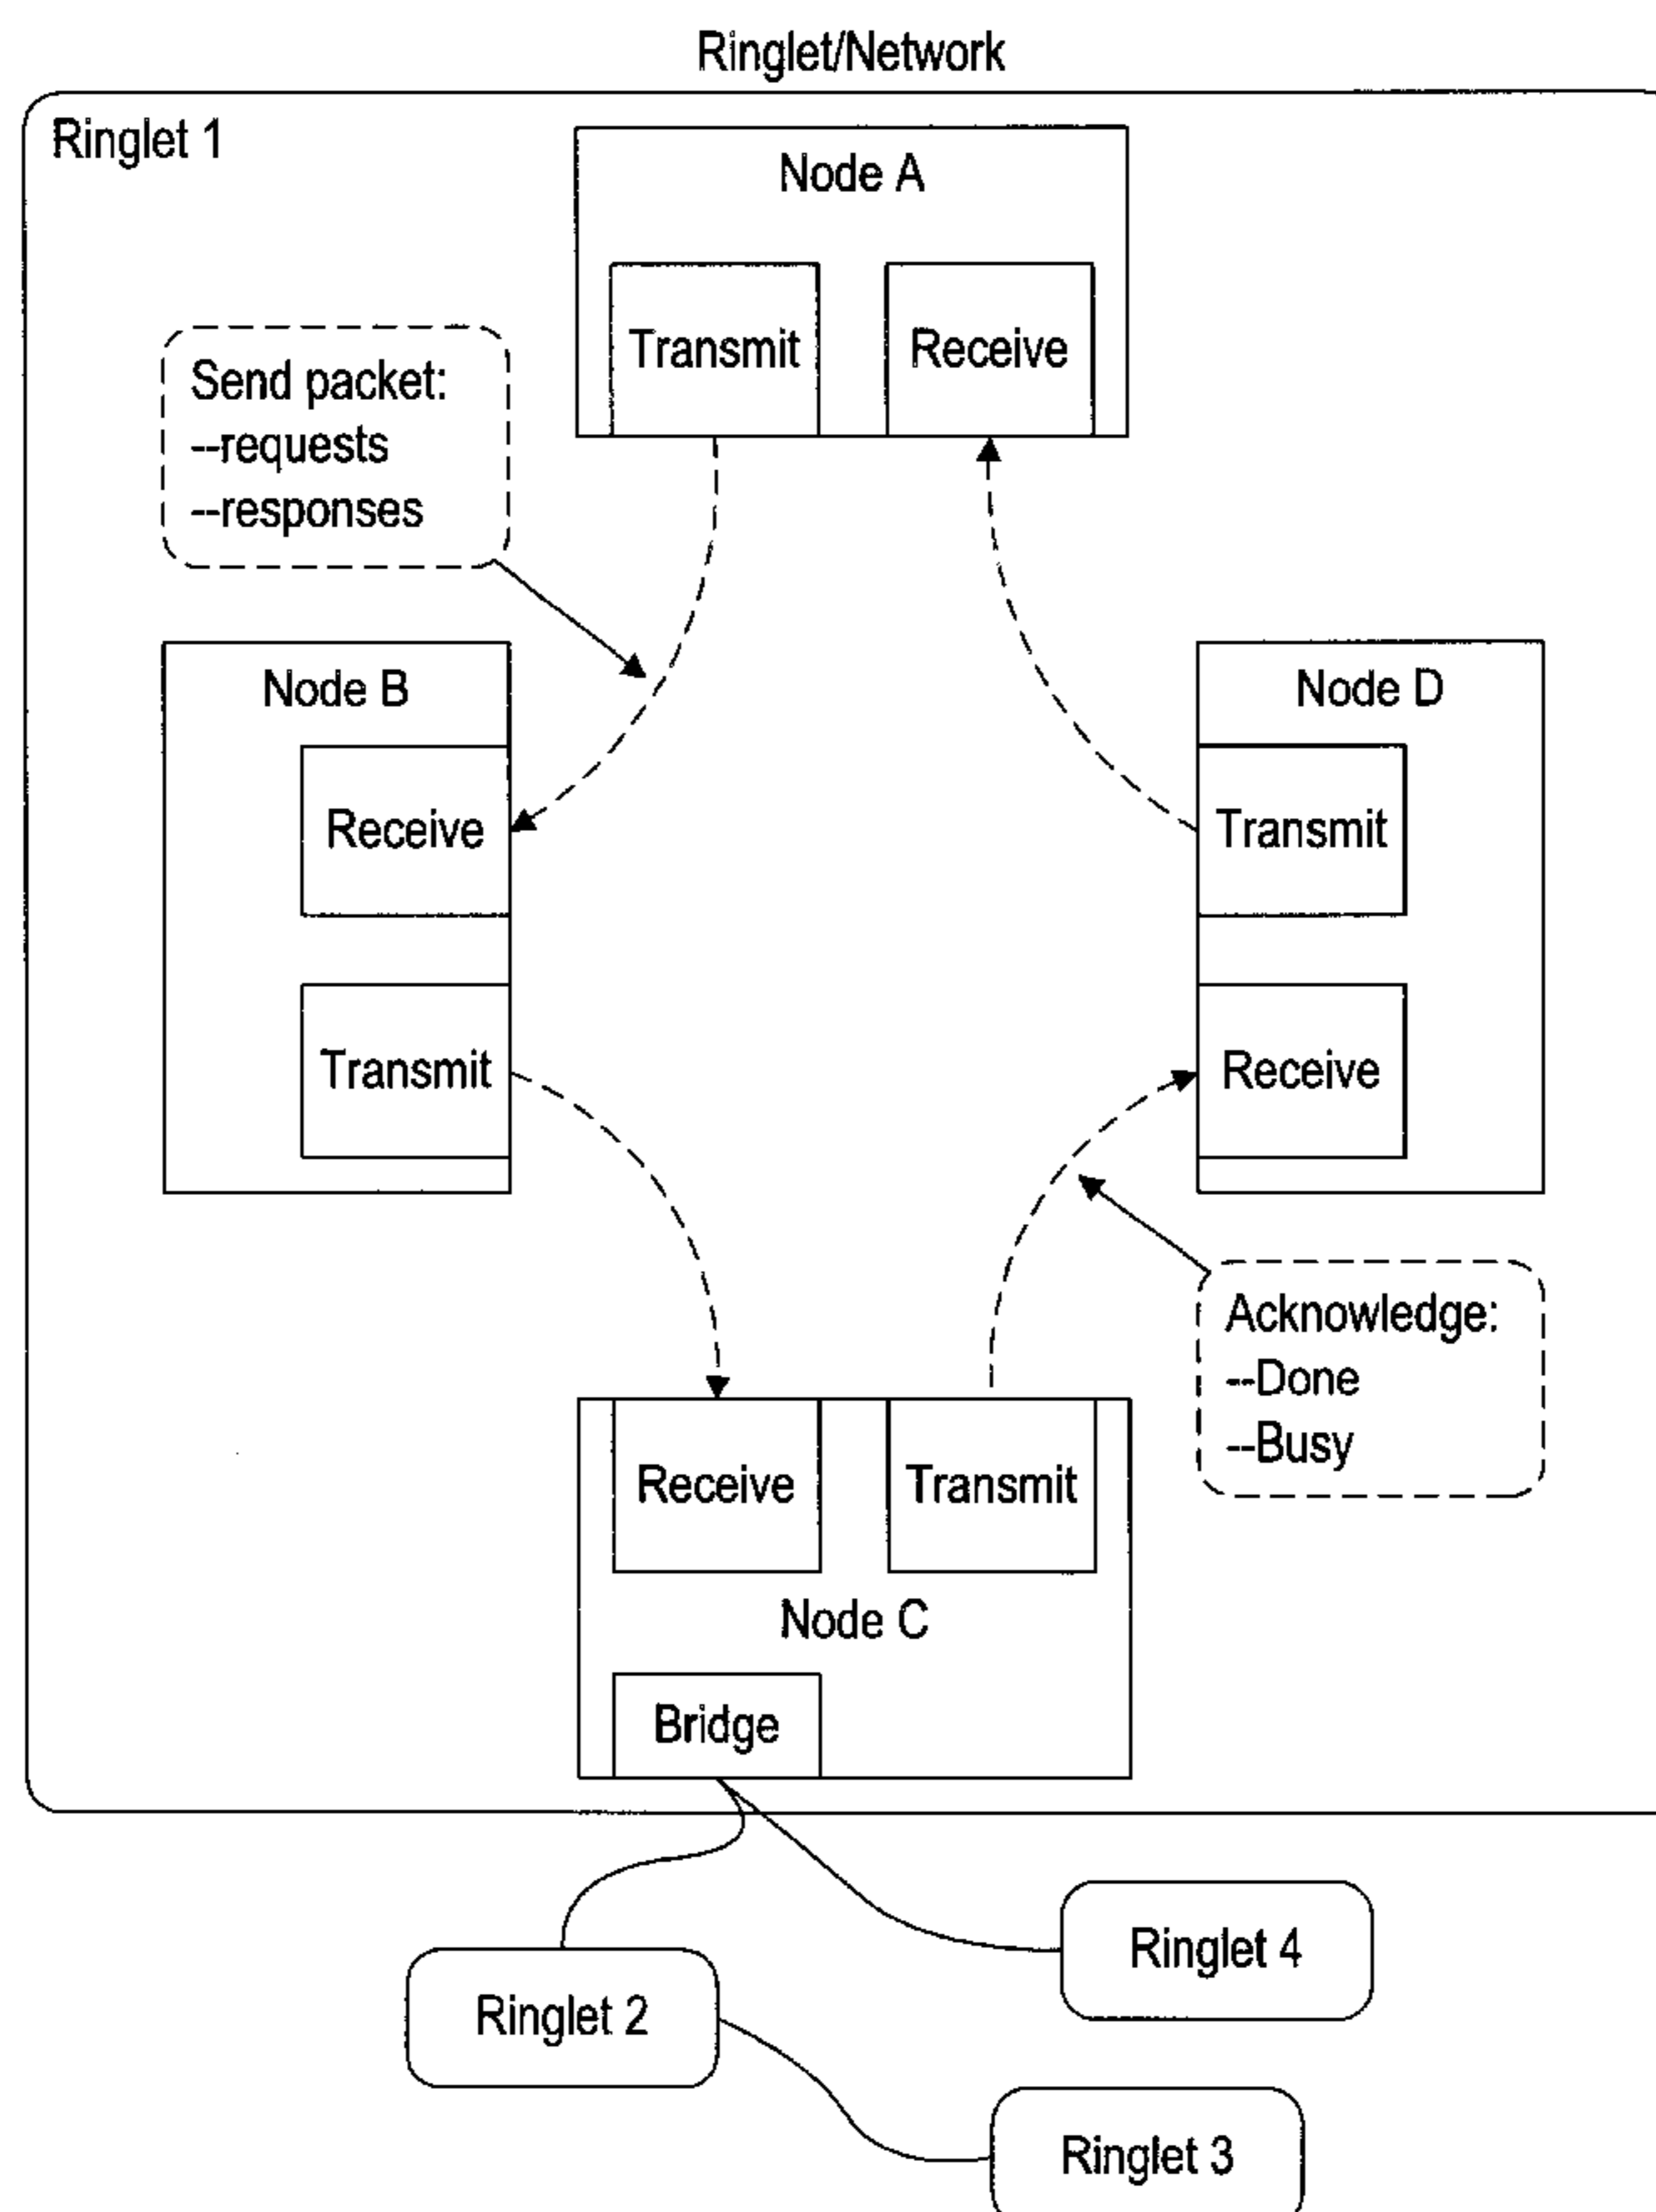 Ringlet/Network
Ringlet 1
Node A
Transmit
Receive
Send packet:
--requests
--responses
Node B
Receive
Transmit
Node D
Transmit
Receive
Acknowledge:
--Done
--Busy
Receive
Transmit
Node C
Bridge
Ringlet 4
Ringlet 2
Ringlet 3